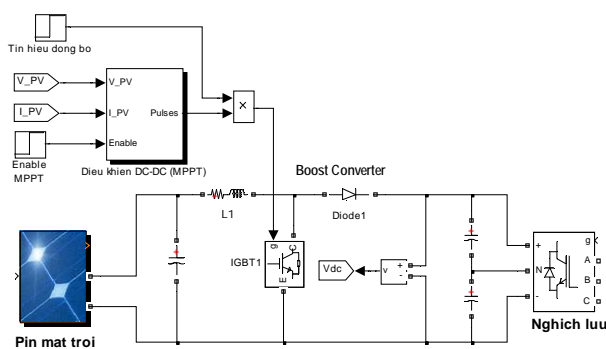 Tin hieu dong bo
V_PV
V_PV
I_PV
I_PV
Pulses
×
Enable
Enable
MPPT
Dieu khien DC-DC (MPPT)
Boost Converter
L1
Diode1
g
C
IGBT1
E
Vdc
v
+
-
+
N
-
g
A
B
C
Pin mat troi
Nghich luu